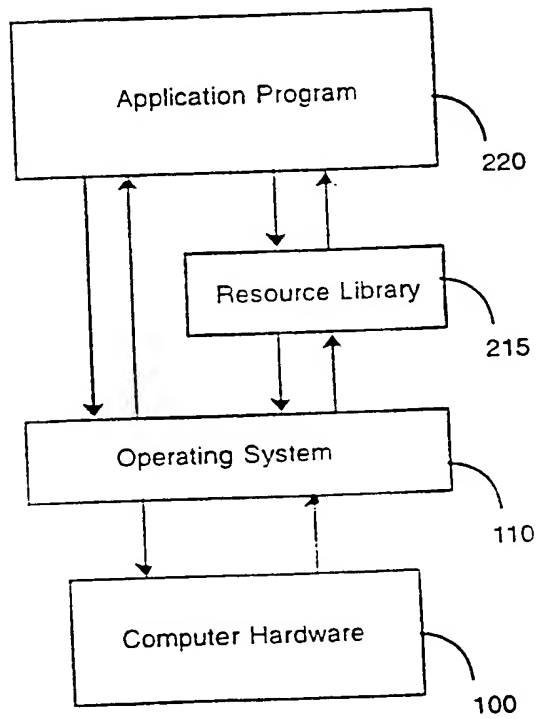 Application Program
220
Resource Library
215
Operating System
110
Computer Hardware
100